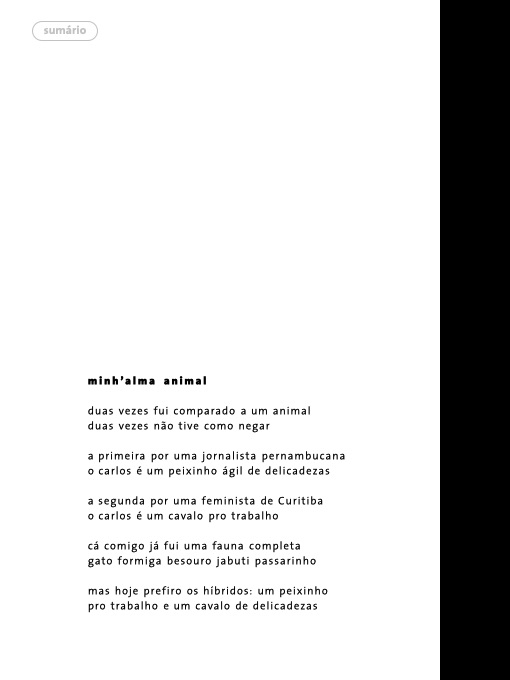 sumário
minh’alma animal
duas vezes fui comparado a um animal
duas vezes não tive como negar
a primeira por uma jornalista pernambucana
o carlos é um peixinho ágil de delicadezas
a segunda por uma feminista de Curitiba
o carlos é um cavalo pro trabalho
cá comigo já fui uma fauna completa
gato formiga besouro jabuti passarinho
mas hoje prefiro os híbridos: um peixinho
pro trabalho e um cavalo de delicadezas